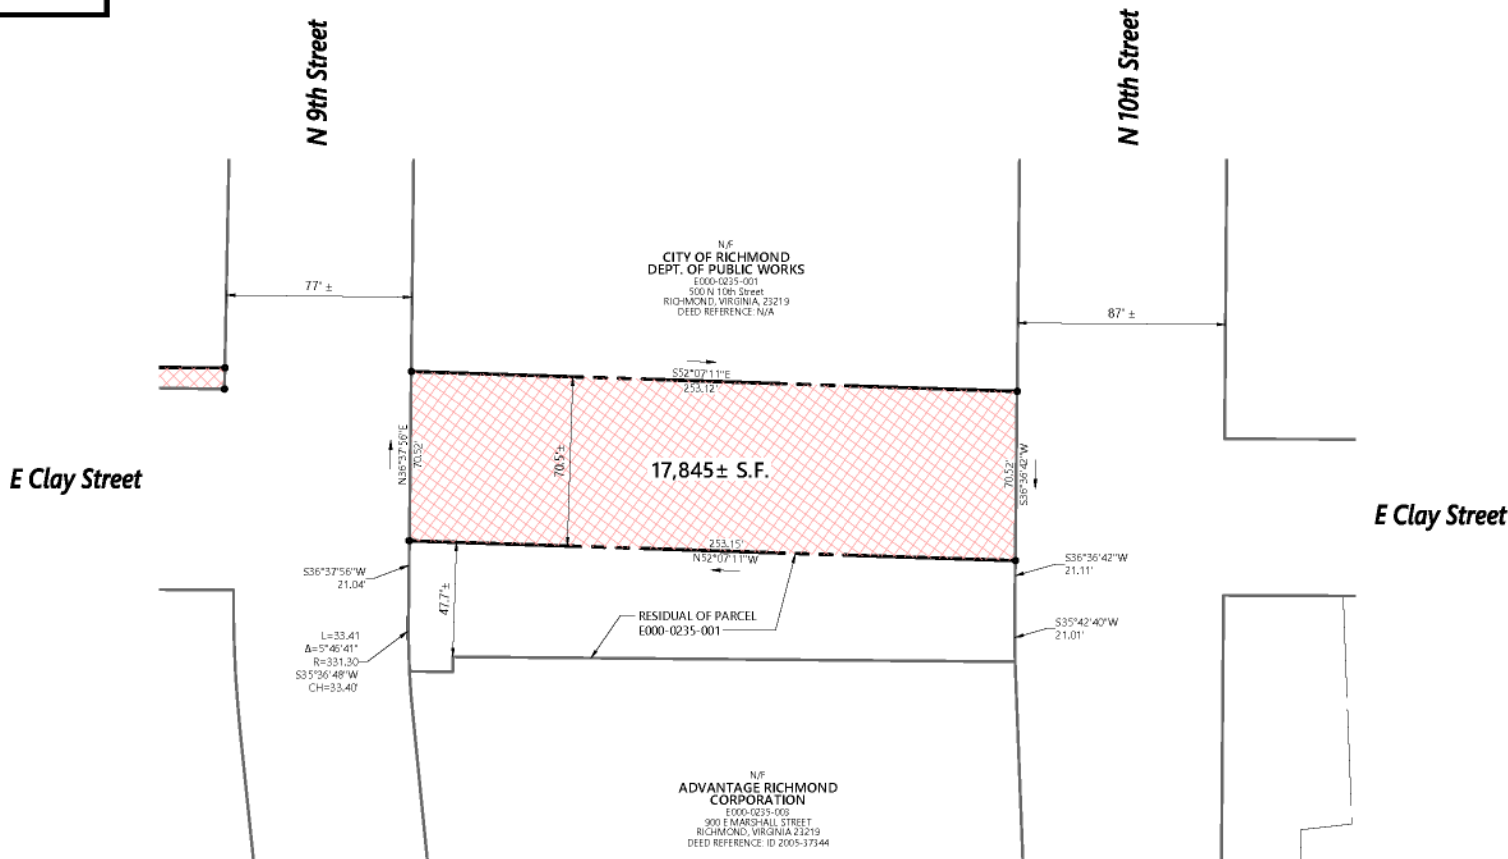 N 9th Street
N 10th Street
N/F
CITY OF RICHMOND
DEPT. OF PUBLIC WORKS
E000-0235-001
500 N 10th Street
RICHMOND, VIRGINIA, 23219
DEED REFERENCE: N/A
77' ±
87' ±
S52°07'11"E
253.12'
N36°37'56"E
70.52'
70.5'±
17,845± S.F.
70.52'
S36°36'42"W
E Clay Street
E Clay Street
253.15'
N52°07'11"W
S36°37'56"W
21.04'
47.7'±
S36°36'42"W
21.11'
RESIDUAL OF PARCEL
E000-0235-001
S35°42'40"W
21.01'
L=33.41
Δ=5°46'41"
R=331.30
S35°36'48"W
CH=33.40'
N/F
ADVANTAGE RICHMOND
CORPORATION
E000-0235-003
900 E MARSHALL STREET
RICHMOND, VIRGINIA 23219
DEED REFERENCE: ID 2005-37344